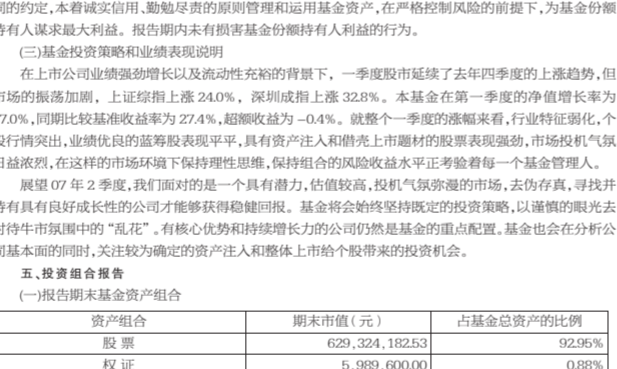 的约定,本着诚实信用、勤勉尽责的原则管理和运用基金资产,在严格控制风险的前提下,为基金份额
有人谋求最大利益。报告期内未有损害基金份额持有人利益的行为。
(三)基金投资策略和业绩表现说明
在上市公司业绩强劲增长以及流动性充裕的背景下，一季度股市延续了去年四季度的上涨趋势,但
市场的振荡加剧，上证综指上涨 24.0%，深圳成指上涨 32.8%。本基金在第一季度的净值增长率为
7.0%,同期比较基准收益率为 27.4%,超额收益为 -0.4%。就整个一季度的涨幅来看,行业特征弱化,个
行情突出,业绩优良的蓝筹股表现平平,具有资产注入和借壳上市题材的股票表现强劲,市场投机气氛
日益浓烈,在这样的市场环境下保持理性思维,保持组合的风险收益水平正考验着每一个基金管理人。
展望 07 年 2 季度,我们面对的是一个具有潜力,估值较高,投机气氛弥漫的市场,去伪存真,寻找并
持有具有良好成长性的公司才能够获得稳健回报。基金将会始终坚持既定的投资策略,以谨慎的眼光去
对待牛市氛围中的“乱花”。有核心优势和持续增长力的公司仍然是基金的重点配置。基金也会在分析公
司基本面的同时,关注较为确定的资产注入和整体上市给个股带来的投资机会。
五、投资组合报告
(一)报告期末基金资产组合
资产组合 期末市值(元) 占基金总资产的比例
股 票 629,324,182.53 92.95%
权 证 5,989,600.00 0.88%